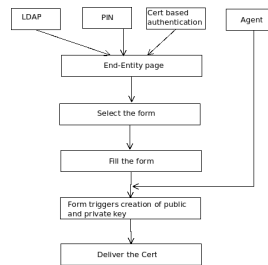 LDAP
PIN
Cert based
authentication
Agent
End-Entity page
Select the form
Fill the form
Form triggers creation of public
and private key
Deliver the Cert